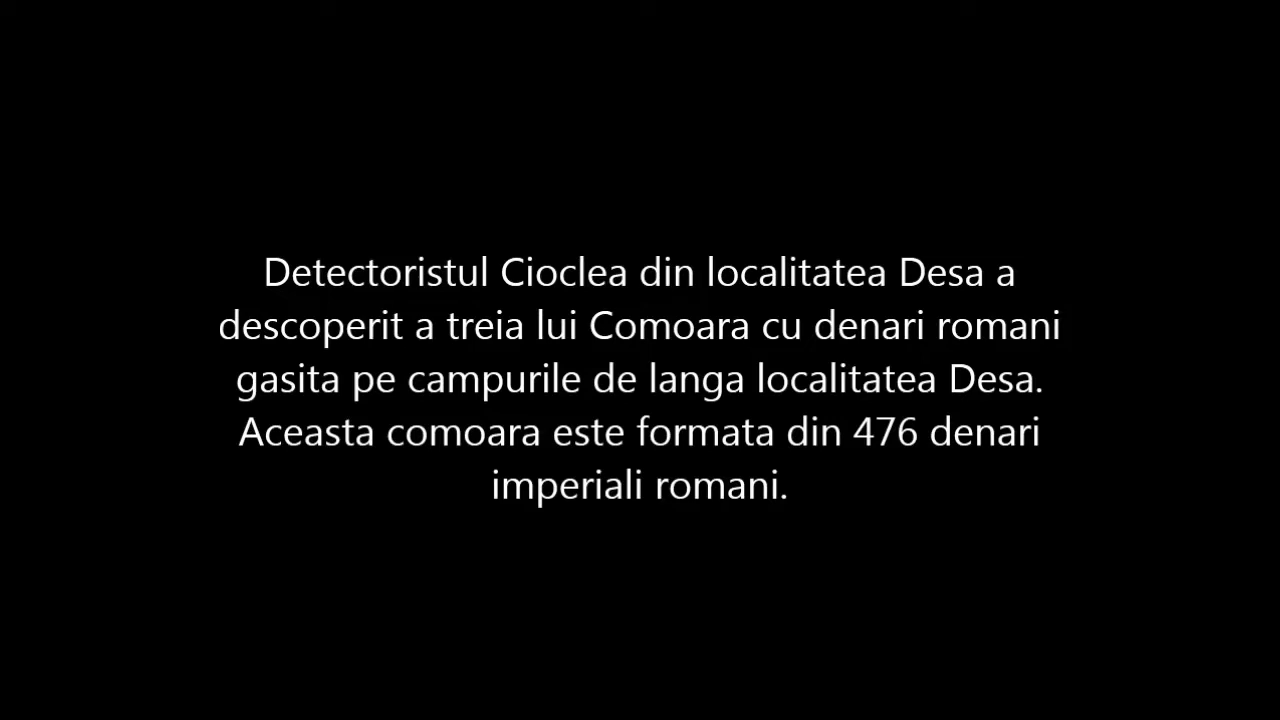 Detectoristul Cioclea din localitatea Desa a
descoperit a treia lui Comoara cu denari romani
gasita pe campurile de langa localitatea Desa.
Aceasta comoara este formata din 476 denari
imperiali romani.